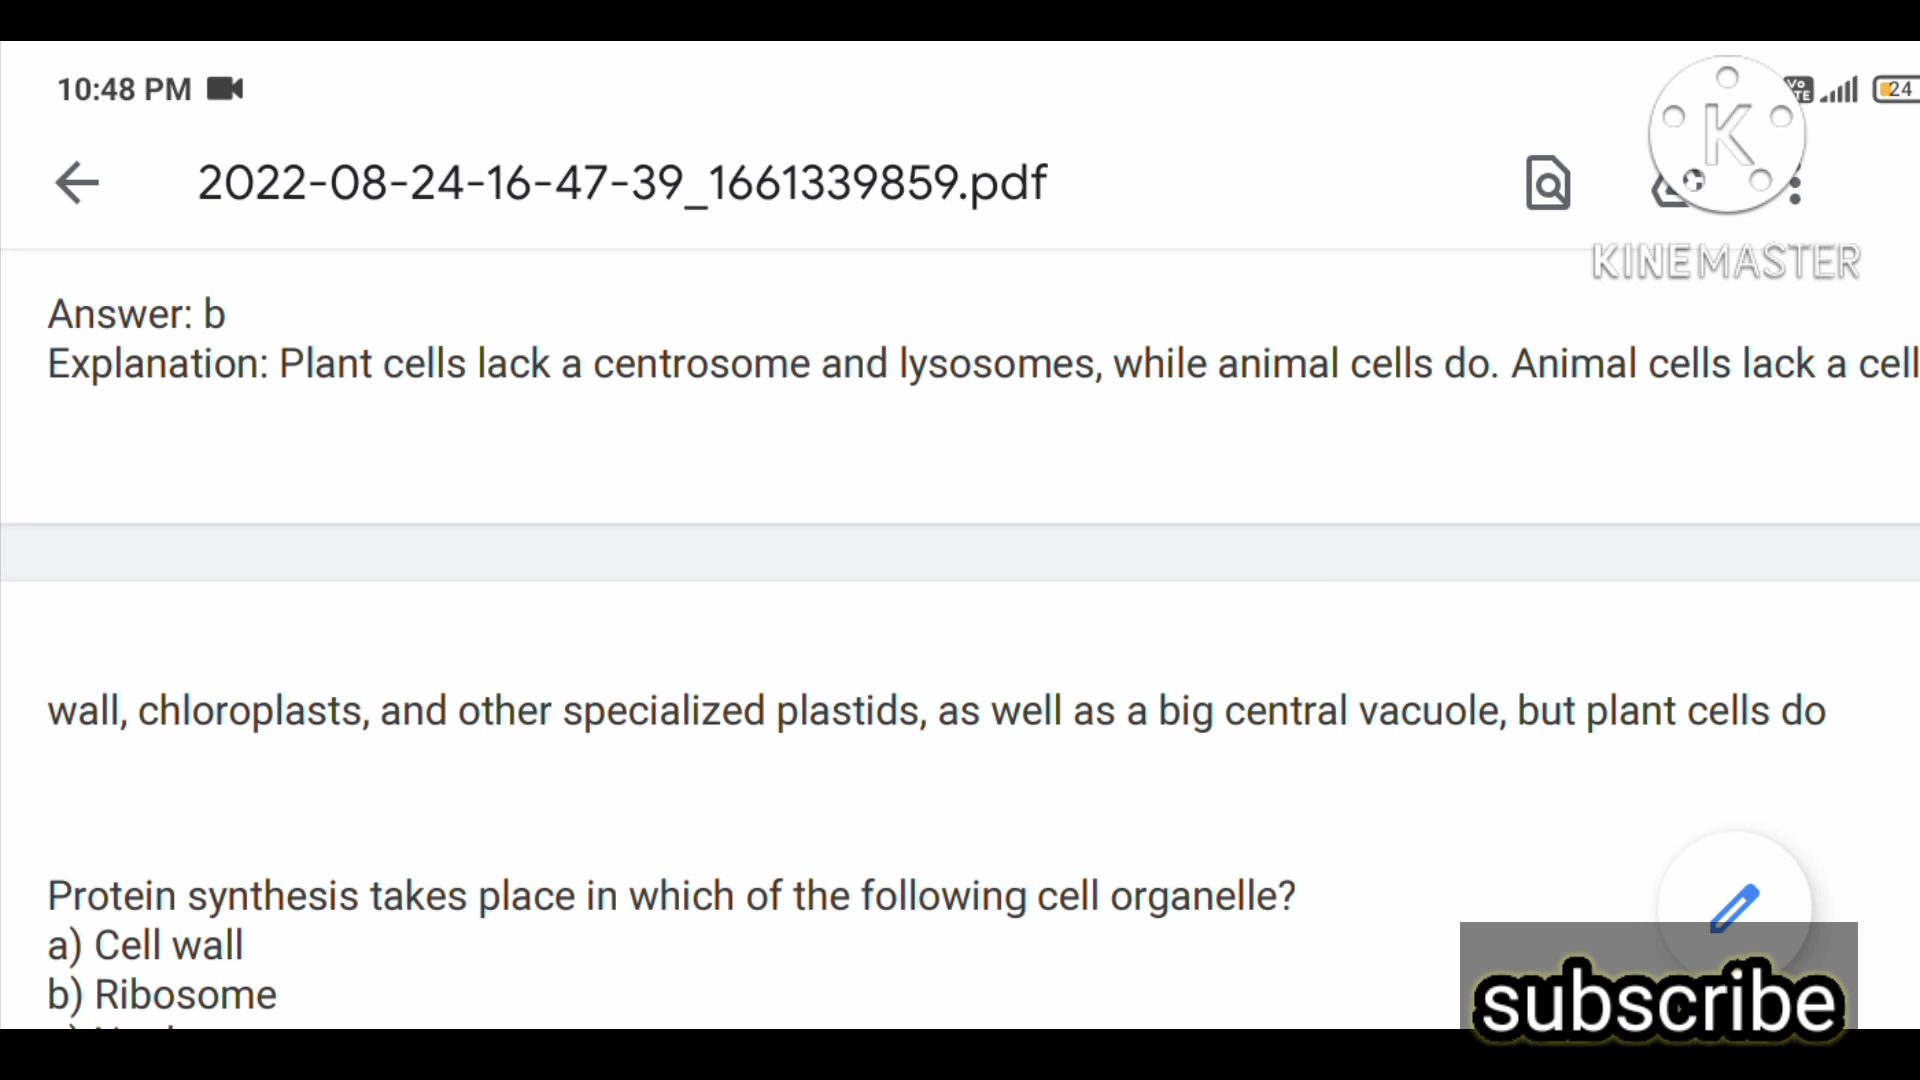 10:48 PM
Vo
TE
24
2022-08-24-16-47-39_1661339859.pdf
K
KINEMASTER
Answer: b
Explanation: Plant cells lack a centrosome and lysosomes, while animal cells do. Animal cells lack a cell
wall, chloroplasts, and other specialized plastids, as well as a big central vacuole, but plant cells do
Protein synthesis takes place in which of the following cell organelle?
a) Cell wall
b) Ribosome
subscribe